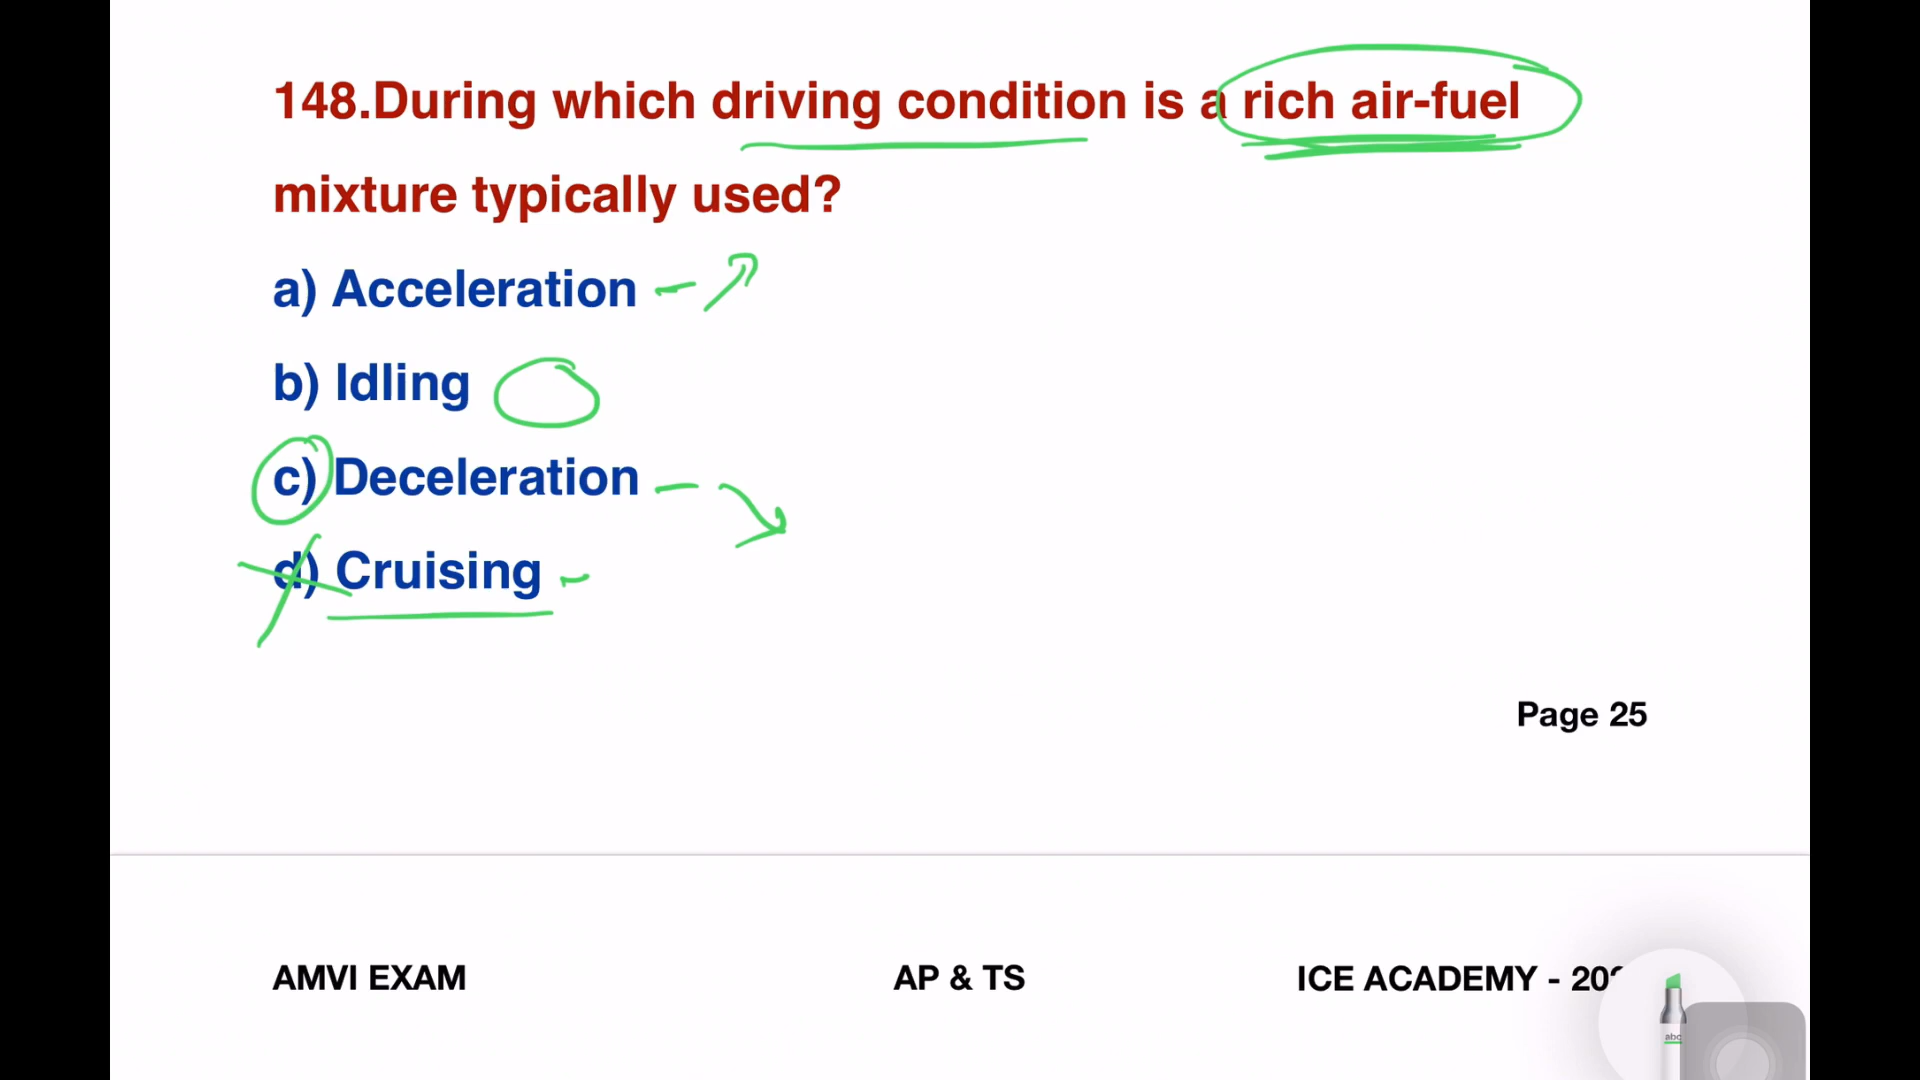 148.During which driving condition is a rich air-fuel
mixture typically used?
a) Acceleration
b) Idling
c) Deceleration
d) Cruising
Page 25
AMVI EXAM
AP & TS
ICE ACADEMY -
abc